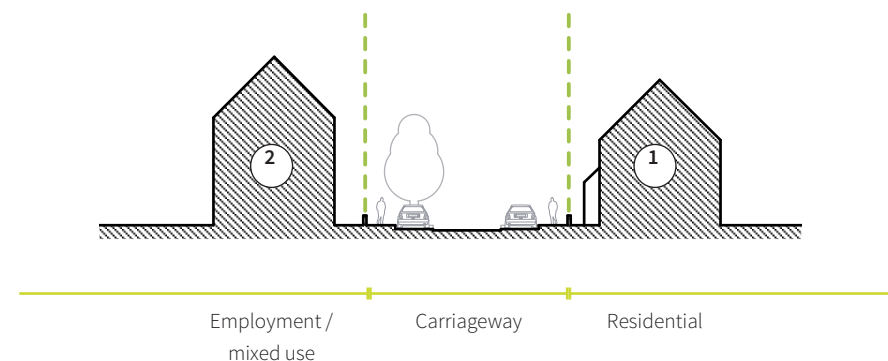 2
1
Employment /
mixed use
Carriageway
Residential